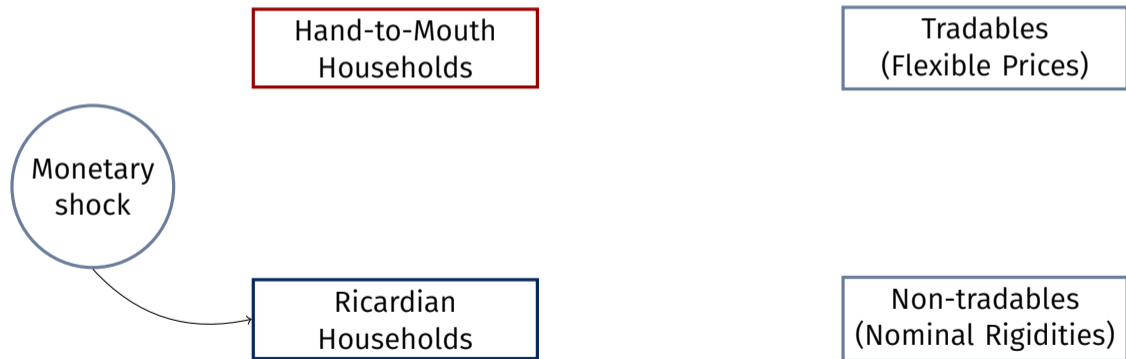 Hand-to-Mouth
Households
Tradables
(Flexible Prices)
Monetary
shock
Ricardian
Households
Non-tradables
(Nominal Rigidities)